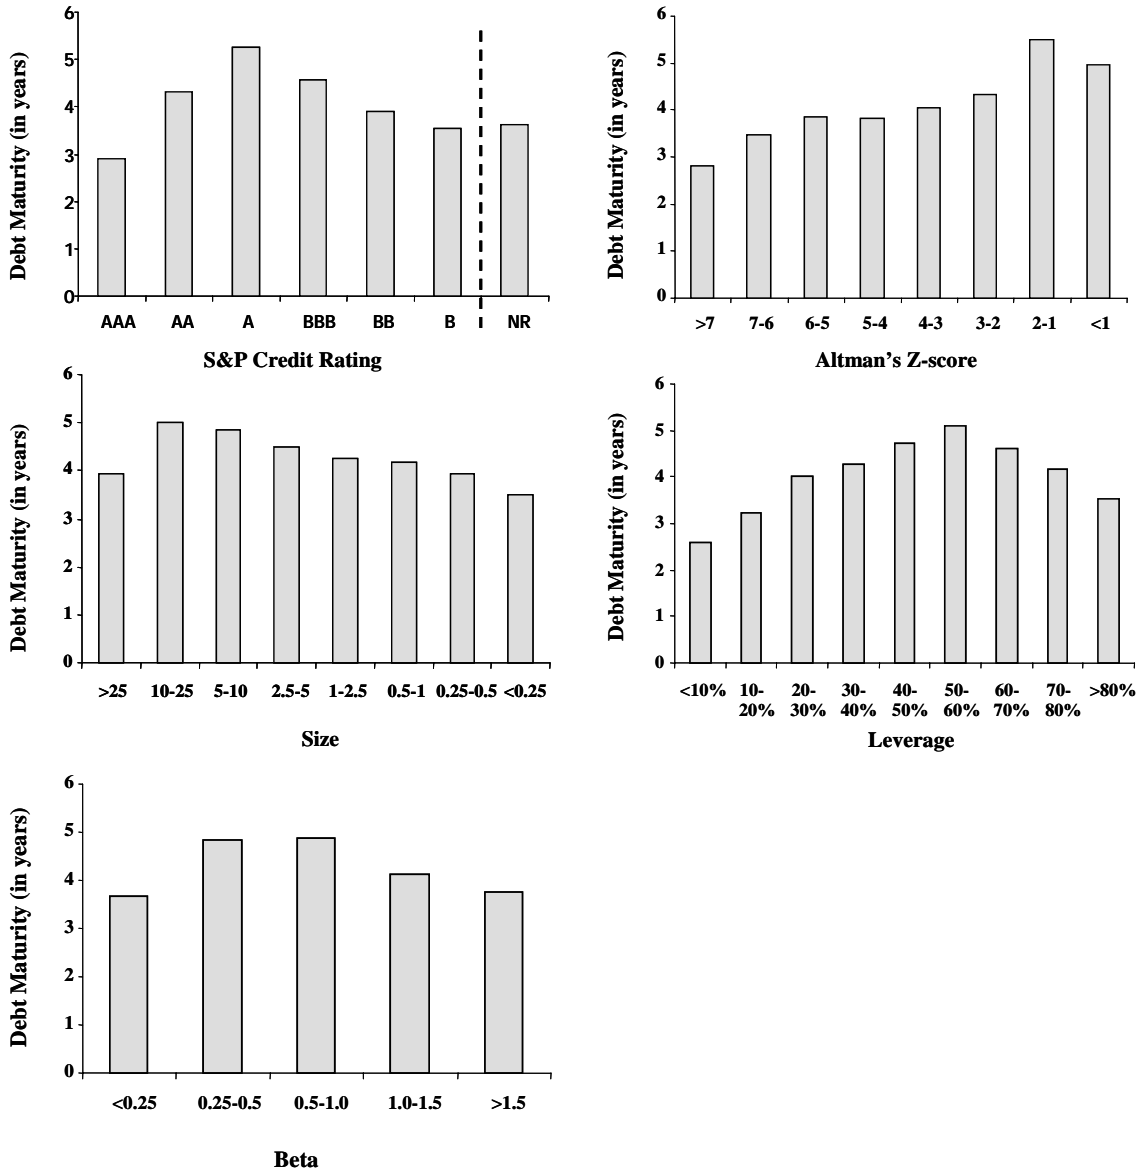 Debt Maturity (in years)
6
5
4
3
2
1
0
AAA AA A BBB BB B NR
S&P Credit Rating
Debt Maturity (in years)
6
5
4
3
2
1
0
>7 7-6 6-5 5-4 4-3 3-2 2-1 <1
Altman's Z-score
Debt Maturity (in years)
6
5
4
3
2
1
0
>25 10-25 5-10 2.5-5 1-2.5 0.5-1 0.25-0.5 <0.25
Size
Debt Maturity (in years)
6
5
4
3
2
1
0
<10% 10- 20- 30- 40- 50- 60- 70- >80%
20% 30% 40% 50% 60% 70% 80%
Leverage
Debt Maturity (in years)
6
5
4
3
2
1
0
<0.25 0.25-0.5 0.5-1.0 1.0-1.5 >1.5
Beta